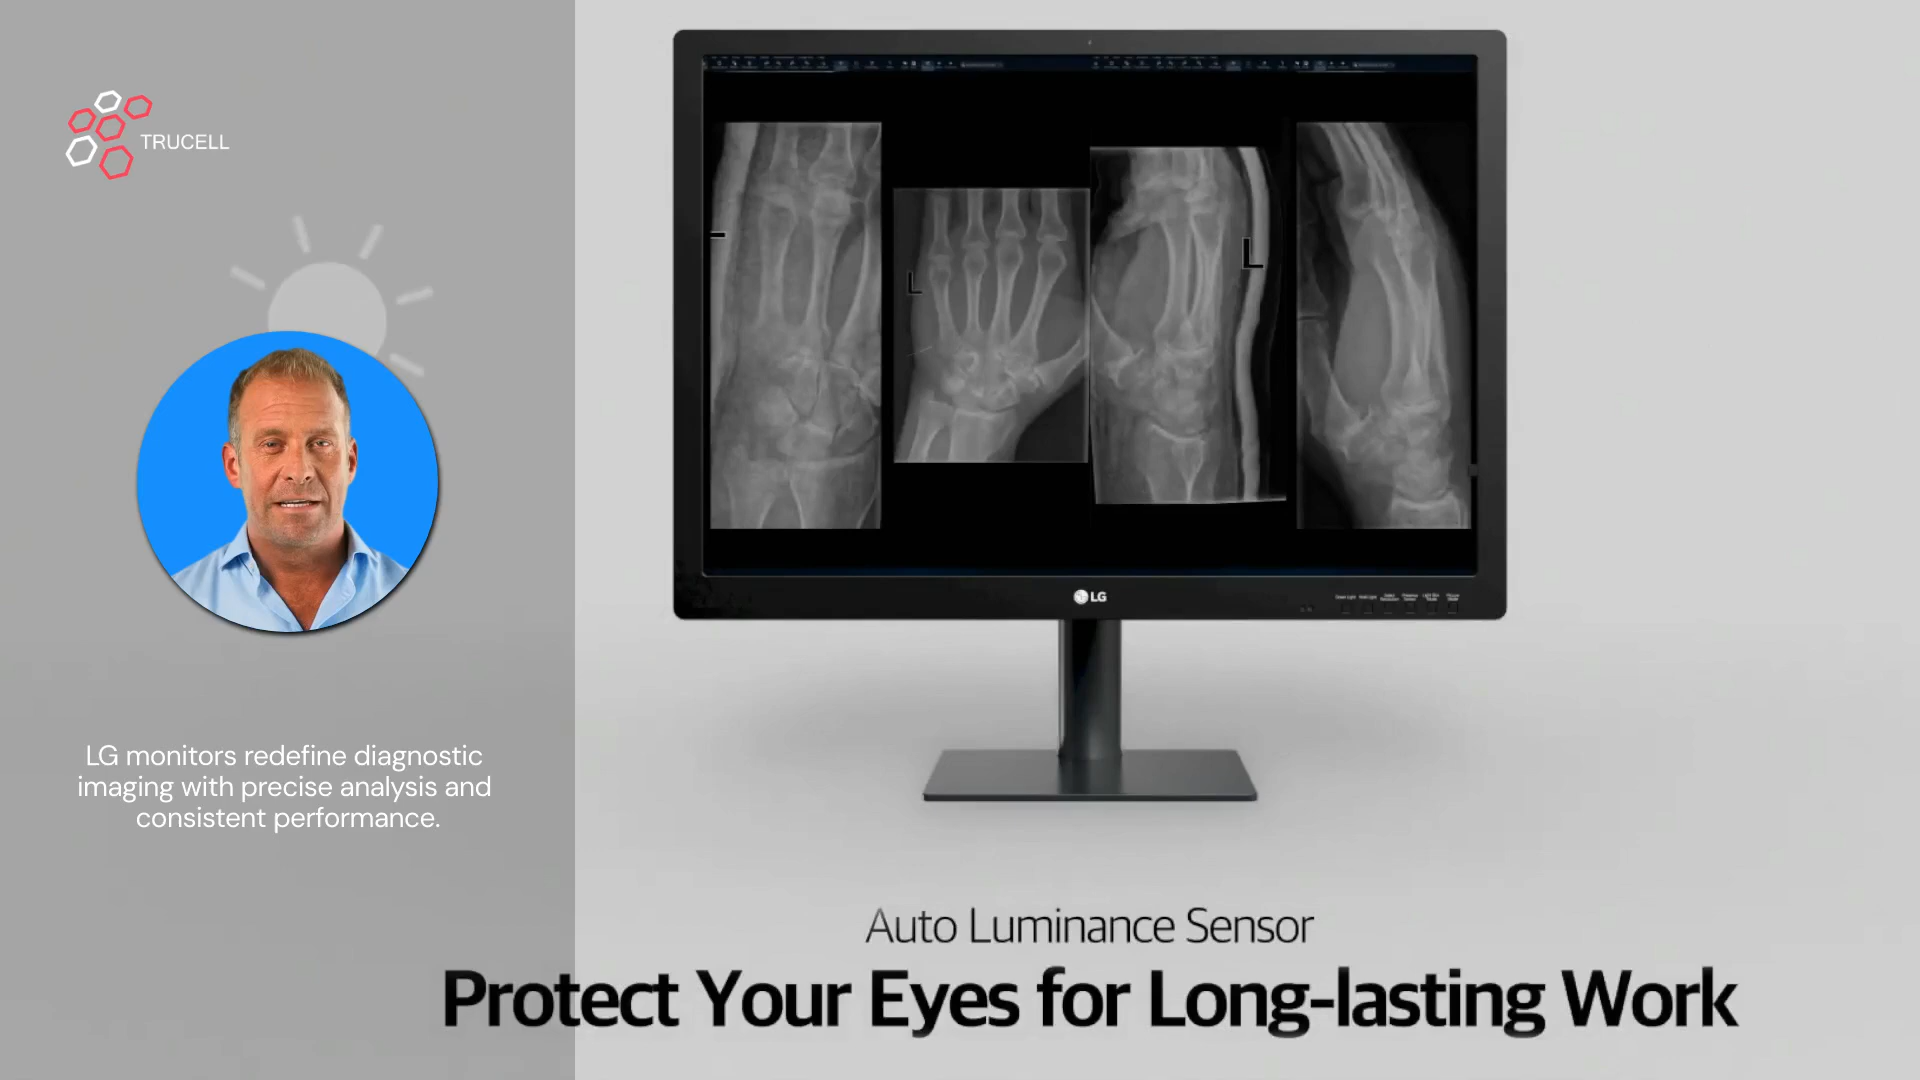 TRUCELL
L
L
LG
LG monitors redefine diagnostic
imaging with precise analysis and
consistent performance.
Auto Luminance Sensor
Protect Your Eyes for Long-lasting Work